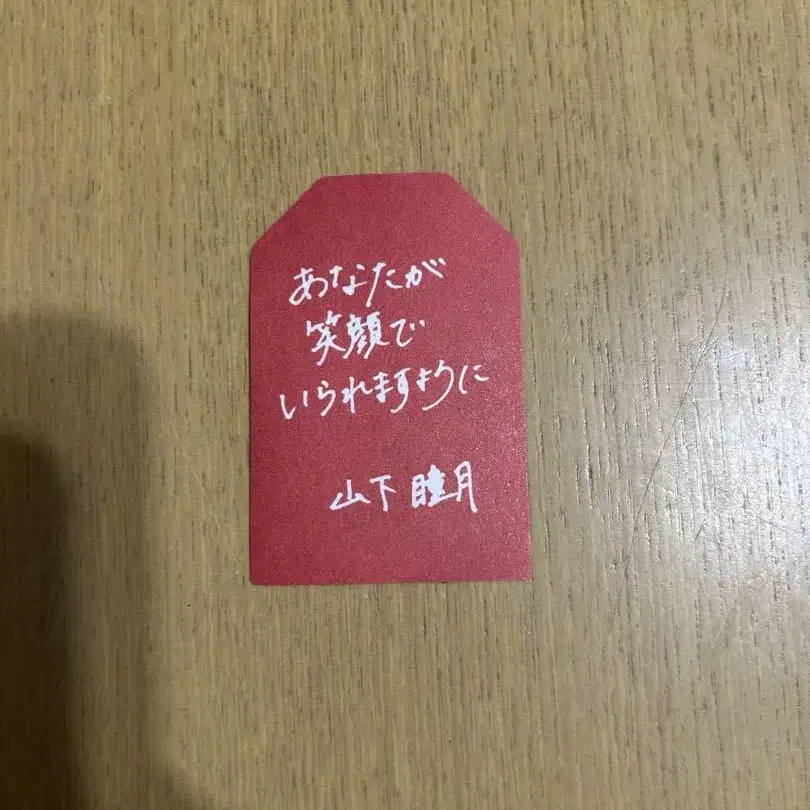 あなたが
笑顔で
いられますように
山下 瞳月